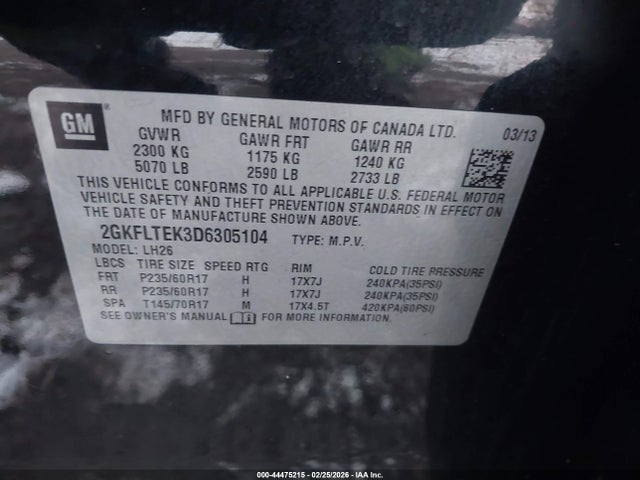 GM
MFD BY GENERAL MOTORS OF CANADA LTD. 03/13
GVWR GAWR FRT GAWR RR
2300 KG 1175 KG 1240 KG
5070 LB 2590 LB 2733 LB
THIS VEHICLE CONFORMS TO ALL APPLICABLE U.S. FEDERAL MOTOR
VEHICLE SAFETY AND THEFT PREVENTION STANDARDS IN EFFECT ON
THE DATE OF MANUFACTURE SHOWN ABOVE.
2GKFLTEK3D6305104 TYPE: M.P.V.
MODEL: LH26
LBCS TIRE SIZE SPEED RTG RIM COLD TIRE PRESSURE
FRT P235/60R17 H 17X7J 240KPA(35PSI)
RR P235/60R17 H 17X7J 240KPA(35PSI)
SPA T145/70R17 M 17X4.5T 420KPA(60PSI)
SEE OWNER'S MANUAL FOR MORE INFORMATION.
000-44475215 - 02/25/2026 - IAA Inc.